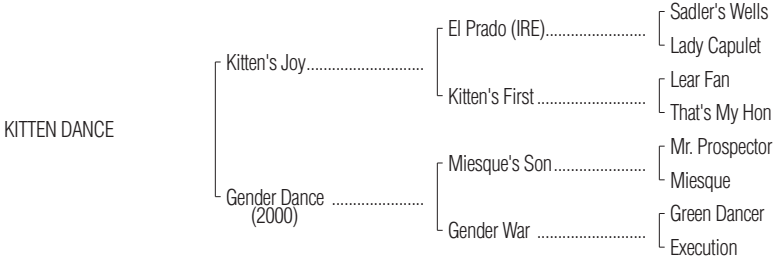 Sadler's Wells
El Prado (IRE)........................
Lady Capulet
Kitten's Joy............................
Lear Fan
Kitten's First ..........................
That's My Hon
KITTEN DANCE
Mr. Prospector
Miesque's Son......................
Miesque
Gender Dance ......................
(2000)
Green Dancer
Gender War ..........................
Execution